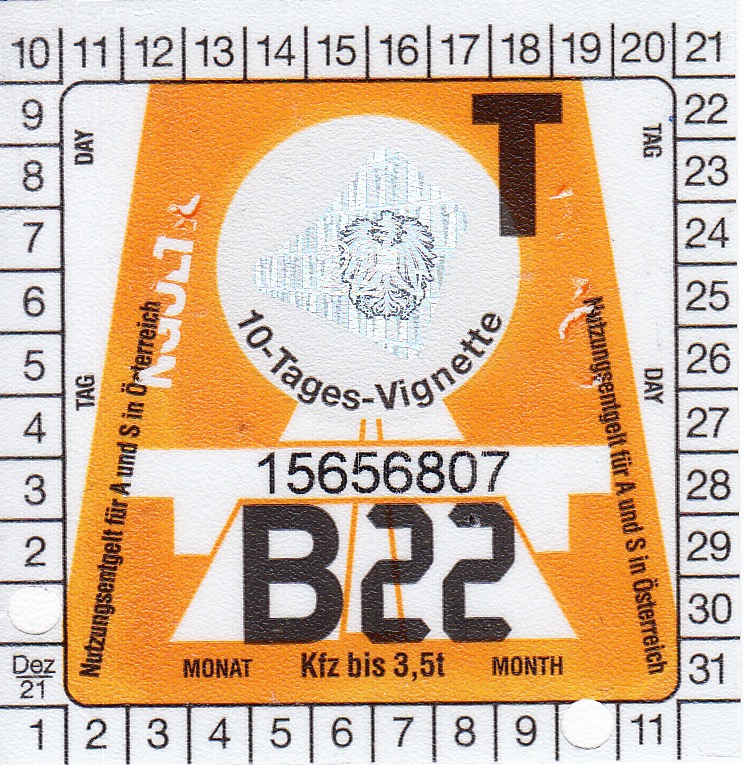 10 11 12 13 14 15 16 17 18 19 20 21
9
8
7
6
5
4
3
2
Dez
21
1 2 3 4 5 6 7 8 9 11
22
23
24
25
26
27
28
29
30
31
DAY
TAG
TAG
DAY
T
10-Tages-Vignette
Nutzungsentgelt für A und S in Österreich
Nutzungsentgelt für A und S in Österreich
15656807
B22
MONAT Kfz bis 3,5t MONTH